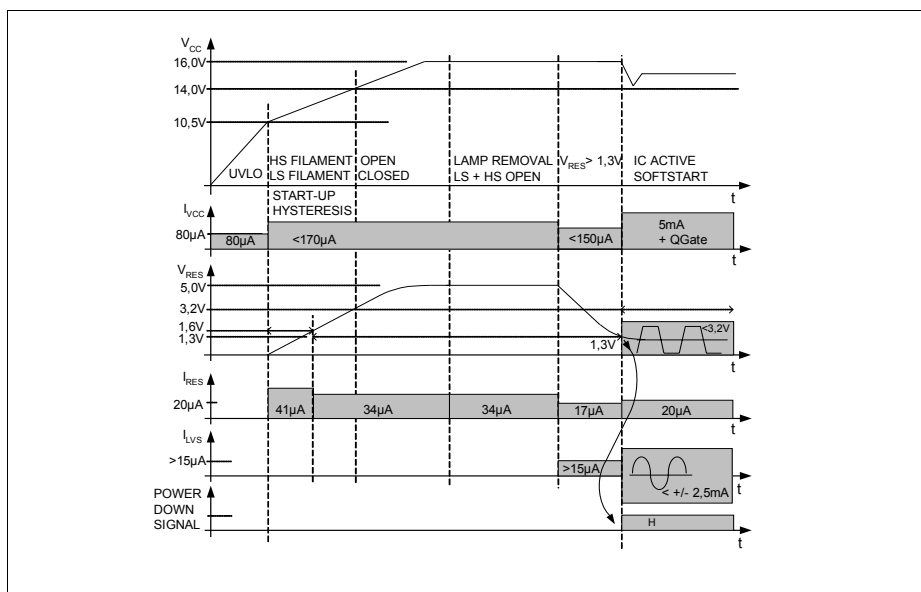 VCC
16,0V
14,0V
10,5V
UVLO
HS FILAMENT
LS FILAMENT
OPEN
CLOSED
LAMP REMOVAL
LS + HS OPEN
VRES> 1,3V
IC ACTIVE
SOFTSTART
t
START-UP
HYSTERESIS
IVCC
80µA
80µA
<170µA
<150µA
5mA
+ QGate
t
VRES
5,0V
3,2V
1,6V
1,3V
1,3V
<3,2V
t
IRES
20µA
41µA
34µA
34µA
17µA
20µA
t
ILVS
>15µA
>15µA
< +/- 2,5mA
t
POWER
DOWN
SIGNAL
H
t